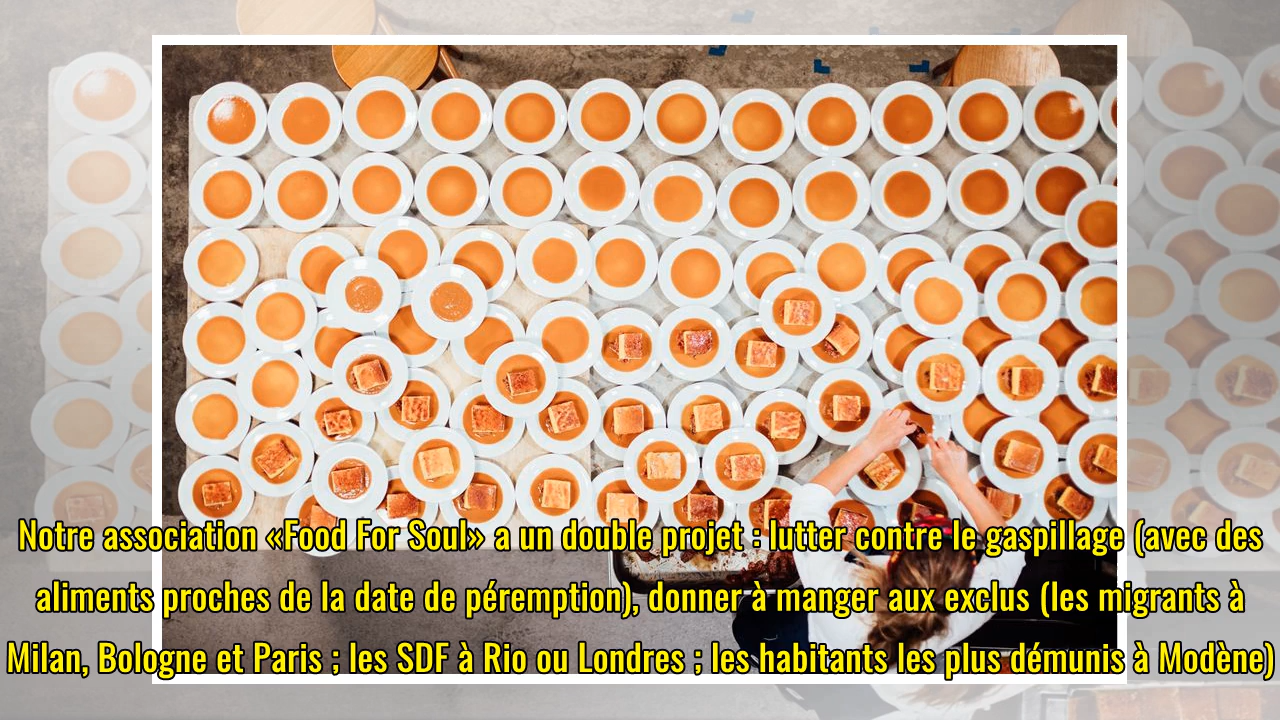 Notre association «Food For Soul» a un double projet : lutter contre le gaspillage (avec des
aliments proches de la date de péremption), donner à manger aux exclus (les migrants à
Milan, Bologne et Paris ; les SDF à Rio ou Londres ; les habitants les plus démunis à Modène)